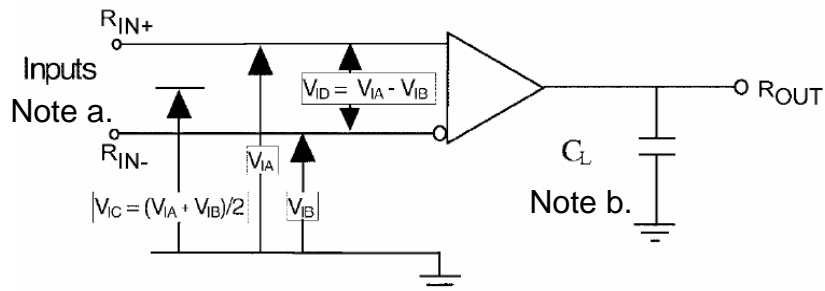 RIN+
Inputs
Note a.
RIN-
VID = VIA - VIB
VIA
VIC = (VIA + VIB)/2
VIB
ROUT
CL
Note b.